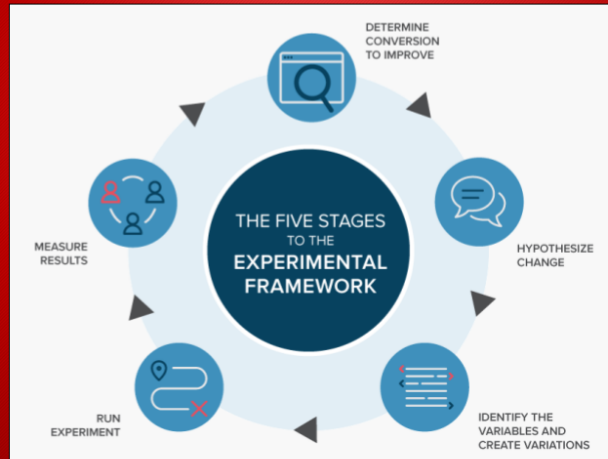 DETERMINE
CONVERSION
TO IMPROVE
THE FIVE STAGES
TO THE
EXPERIMENTAL
FRAMEWORK
HYPOTHESIZE
CHANGE
IDENTIFY THE
VARIABLES AND
CREATE VARIATIONS
RUN
EXPERIMENT
MEASURE
RESULTS